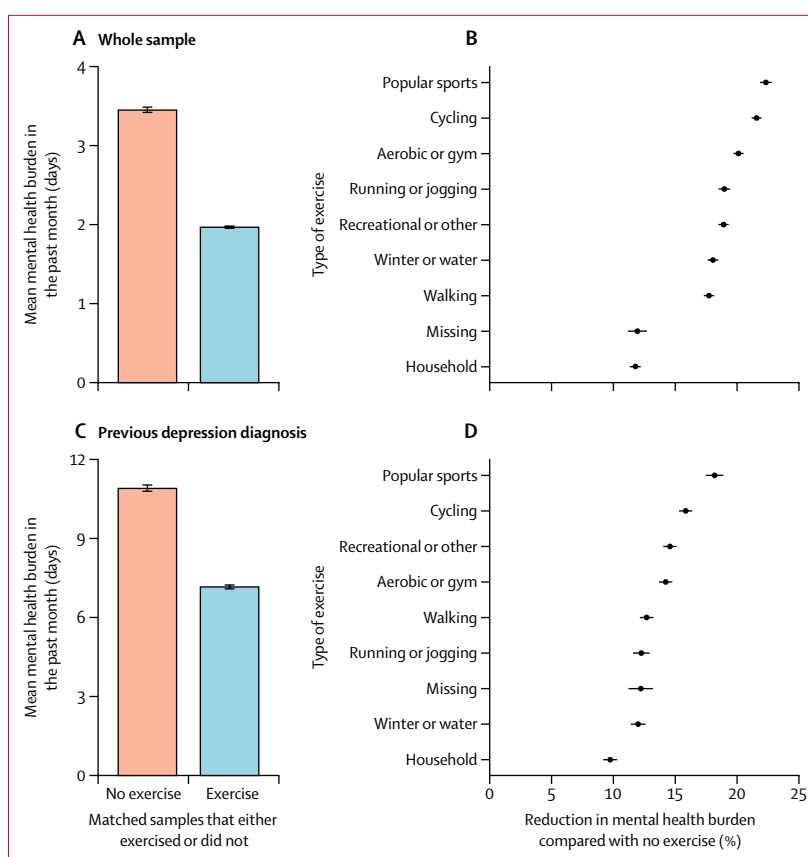 A Whole sample
Mean mental health burden in
the past month (days)
4
3
2
1
0
B
Type of exercise
Popular sports
Cycling
Aerobic or gym
Running or jogging
Recreational or other
Winter or water
Walking
Missing
Household
C Previous depression diagnosis
Mean mental health burden in
the past month (days)
12
9
6
3
0
No exercise Exercise
Matched samples that either
exercised or did not
D
Type of exercise
Popular sports
Cycling
Recreational or other
Aerobic or gym
Walking
Running or jogging
Missing
Winter or water
Household
0 5 10 15 20 25
Reduction in mental health burden
compared with no exercise (%)